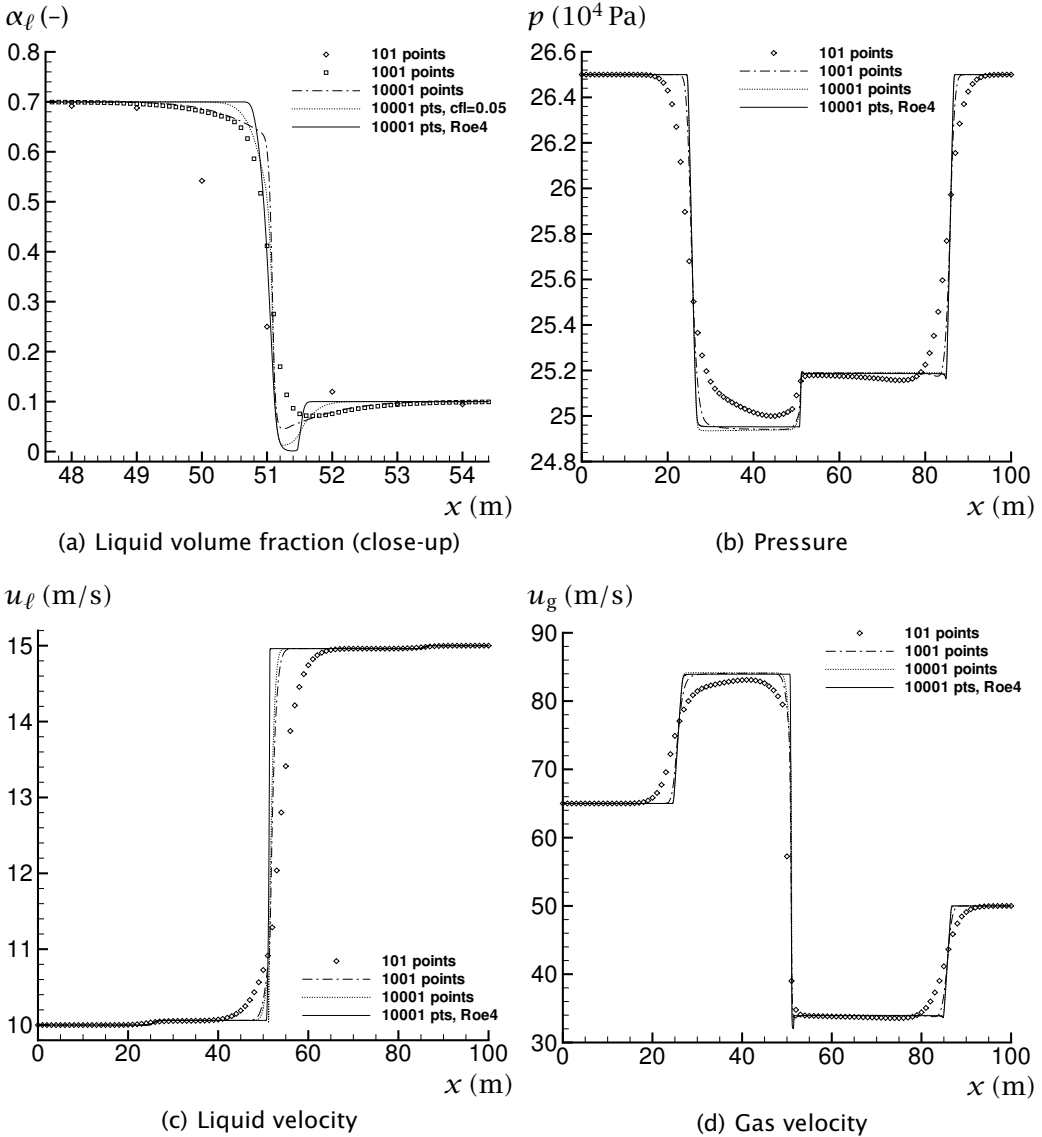 αℓ (–)
0.8
0.7
0.6
0.5
0.4
0.3
0.2
0.1
0
101 points
1001 points
10001 points
10001 pts, cfl=0.05
10001 pts, Roe4
48 49 50 51 52 53 54
x (m)
(a) Liquid volume fraction (close-up)
p (10⁴ Pa)
26.6
26.4
26.2
26
25.8
25.6
25.4
25.2
25
24.8
101 points
1001 points
10001 points
10001 pts, Roe4
0 20 40 60 80 100
x (m)
(b) Pressure
uℓ (m/s)
15
14
13
12
11
10
101 points
1001 points
10001 points
10001 pts, Roe4
0 20 40 60 80 100
x (m)
(c) Liquid velocity
ug (m/s)
90
80
70
60
50
40
30
101 points
1001 points
10001 points
10001 pts, Roe4
0 20 40 60 80 100
x (m)
(d) Gas velocity